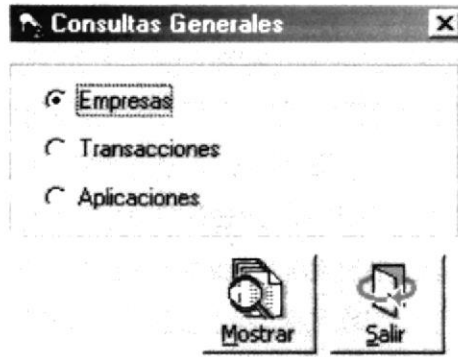 Consultas Generales
Empresas
Transacciones
Aplicaciones
Mostrar Salir